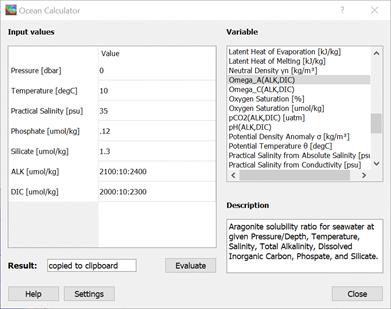 Ocean Calculator
Input values
Value
Pressure [dbar] 0
Temperature [degC] 10
Practical Salinity [psu] 35
Phosphate [umol/kg] .12
Silicate [umol/kg] 1.3
ALK [umol/kg] 2100:10:2400
DIC [umol/kg] 2000:10:2300
Result: copied to clipboard Evaluate
Help Settings
Variable
Latent Heat of Evaporation [kJ/kg]
Latent Heat of Melting [kJ/kg]
Neutral Density γn [kg/m³]
Omega_A(ALK,DIC)
Omega_C(ALK,DIC)
Oxygen Saturation [%]
Oxygen Saturation [umol/kg]
pCO2(ALK,DIC) [uatm]
pH(ALK,DIC)
Potential Density Anomaly σ [kg/m³]
Potential Temperature θ [degC]
Practical Salinity from Absolute Salinity [psu
Practical Salinity from Conductivity [psu]
Description
Aragonite solubility ratio for seawater at
given Pressure/Depth, Temperature,
Salinity, Total Alkalinity, Dissolved
Inorganic Carbon, Phospate, and Silicate.
Close